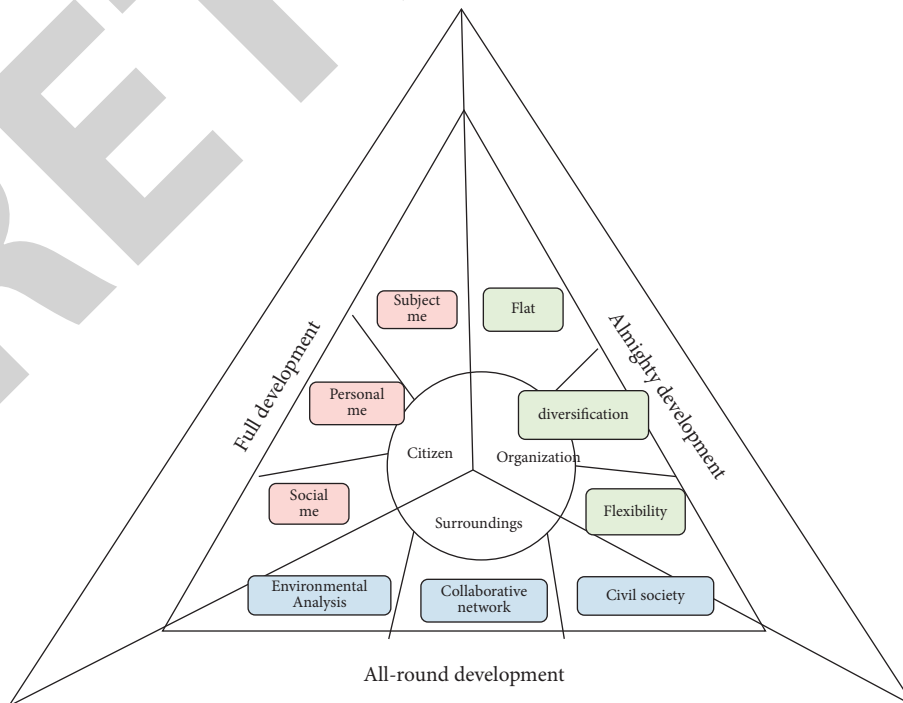 Subject
me
Flat
Personal
me
diversification
Full development
Almighty development
Citizen
Organization
Social
me
Flexibility
Surroundings
Environmental
Analysis
Collaborative
network
Civil society
All-round development